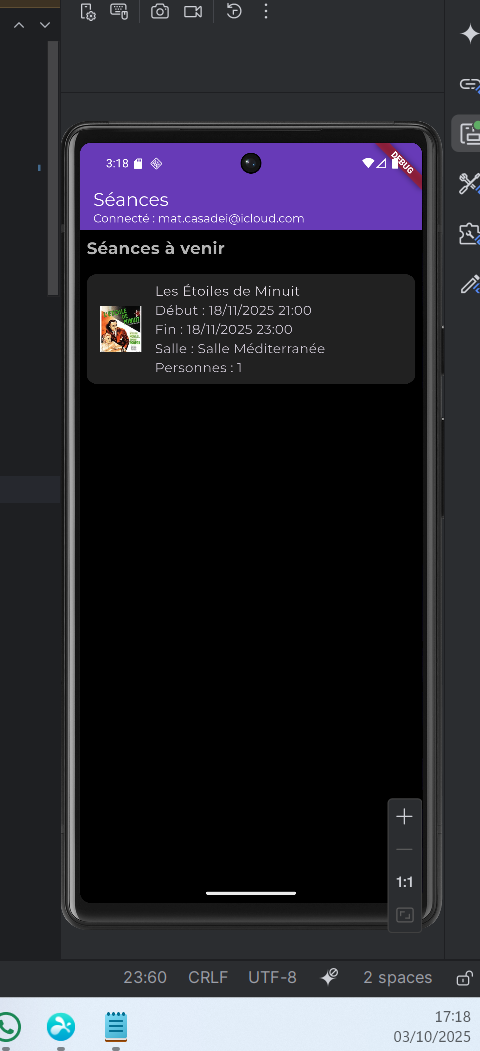 3:18
DEBUG
Séances
Connecté : mat.casadei@icloud.com
Séances à venir
Les Étoiles de Minuit
Début : 18/11/2025 21:00
Fin : 18/11/2025 23:00
Salle : Salle Méditerranée
Personnes : 1
1:1
23:60 CRLF UTF-8 2 spaces
17:18
03/10/2025